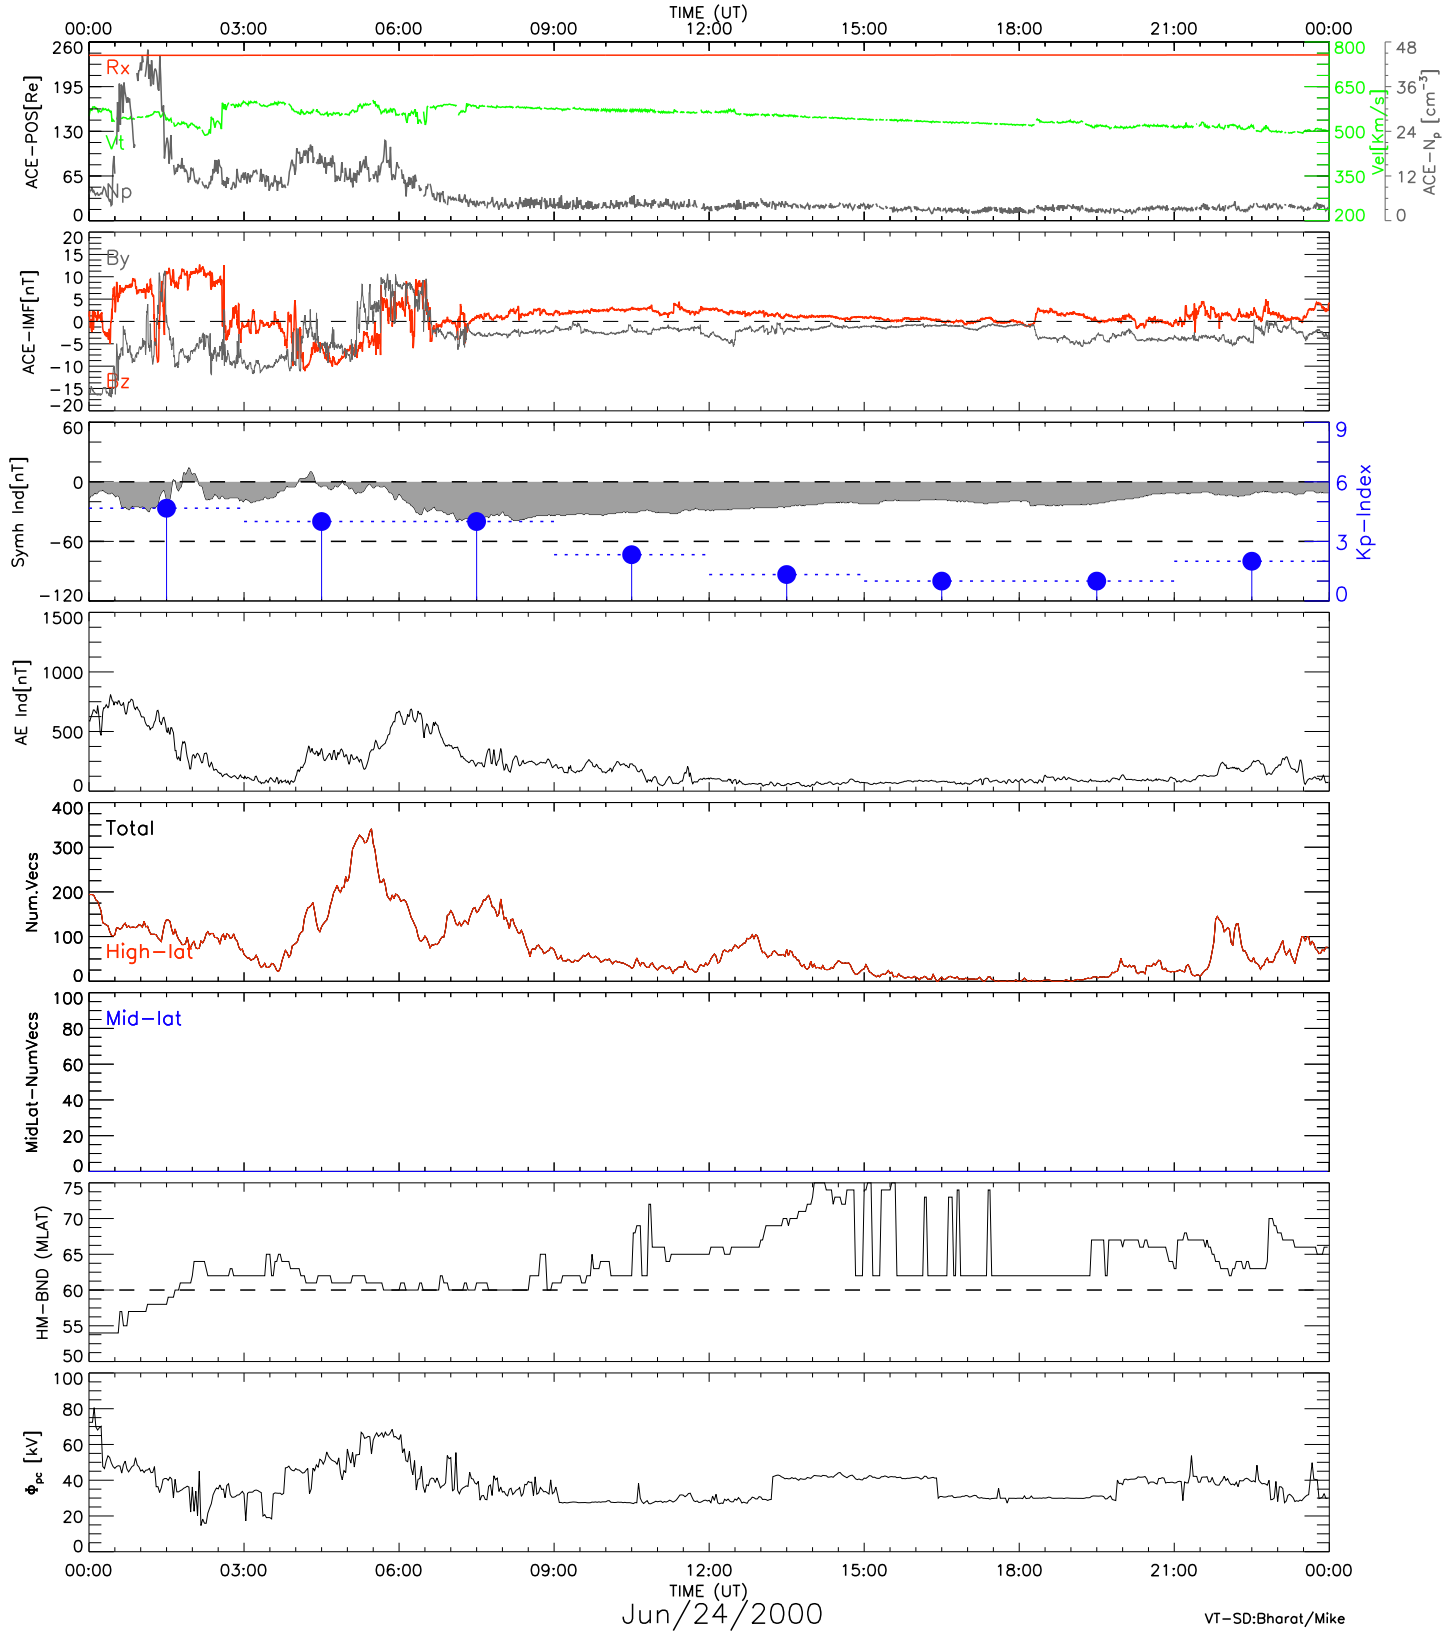 TIME (UT)
00:00 03:00 06:00 09:00 12:00 15:00 18:00 21:00 00:00
ACE-POS[Re]
260
195
130
65
0
Rx
Vt
Np
800
650
500
350
200
Vel[Km/s]
48
36
24
12
0
ACE-Np [cm-3]
ACE-IMF[nT]
20
15
10
5
0
-5
-10
-15
-20
By
Bz
Symh Ind[nT]
60
0
-60
-120
9
6
3
0
Kp-Index
AE Ind[nT]
1500
1000
500
0
Num.Vecs
400
300
200
100
0
Total
High-lat
MidLat-NumVecs
100
80
60
40
20
0
Mid-lat
HM-BND (MLAT)
75
70
65
60
55
50
Φpc [kV]
100
80
60
40
20
0
00:00 03:00 06:00 09:00 12:00 15:00 18:00 21:00 00:00
TIME (UT)
Jun/24/2000
VT-SD:Bharat/Mike